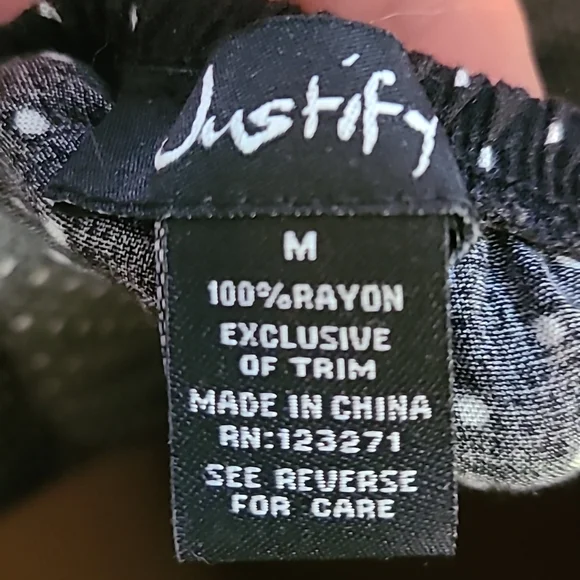 Justify
M
100%RAYON
EXCLUSIVE
OF TRIM
MADE IN CHINA
RN:123271
SEE REVERSE
FOR CARE